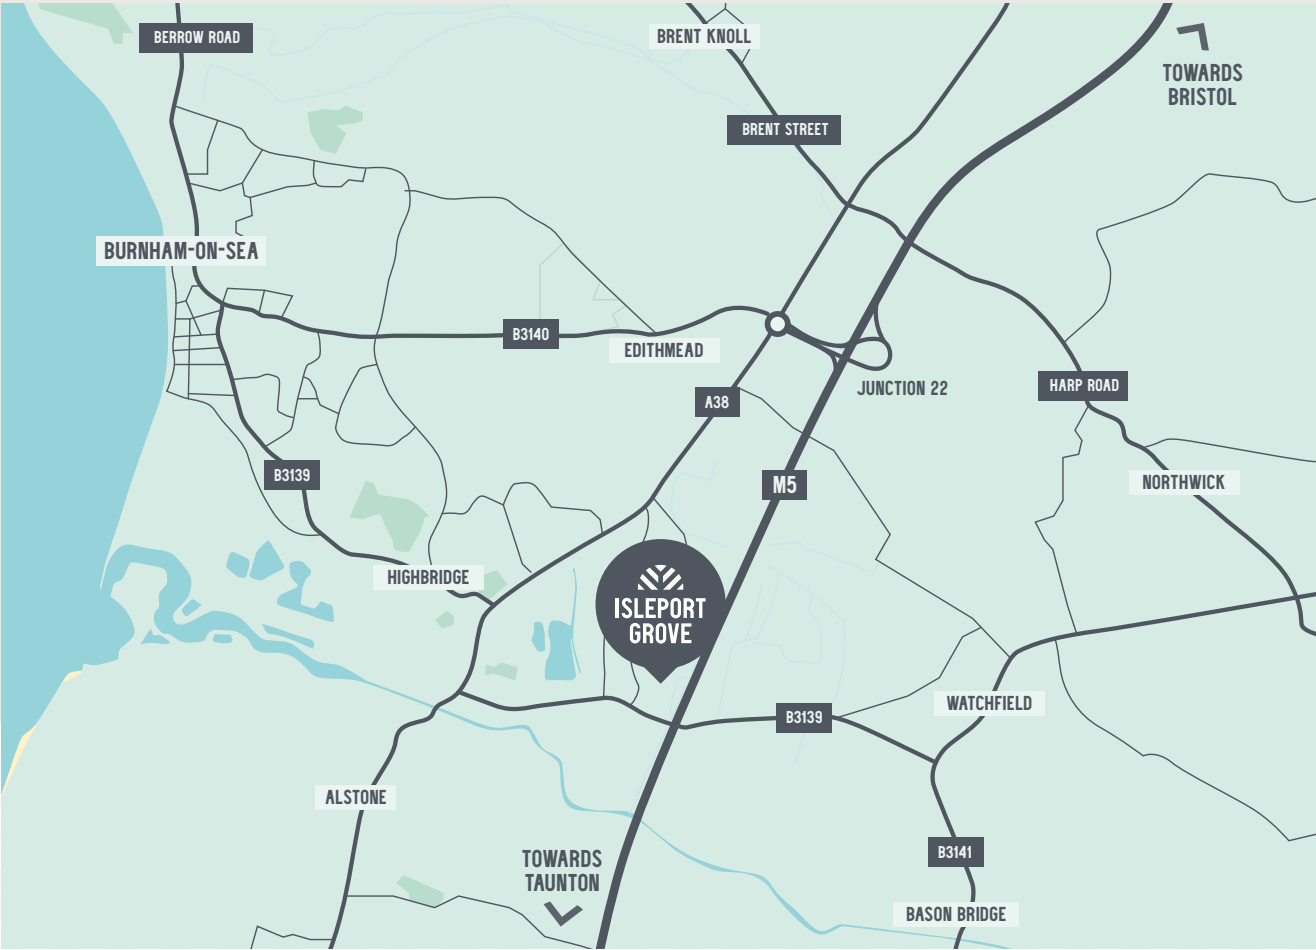 BERROW ROAD
BRENT KNOLL
TOWARDS
BRISTOL
BRENT STREET
BURNHAM-ON-SEA
B3140
EDITHMEAD
JUNCTION 22
HARP ROAD
A38
B3139
M5
NORTHWICK
HIGHBRIDGE
ISLEPORT
GROVE
WATCHFIELD
B3139
ALSTONE
TOWARDS
TAUNTON
B3141
BASON BRIDGE